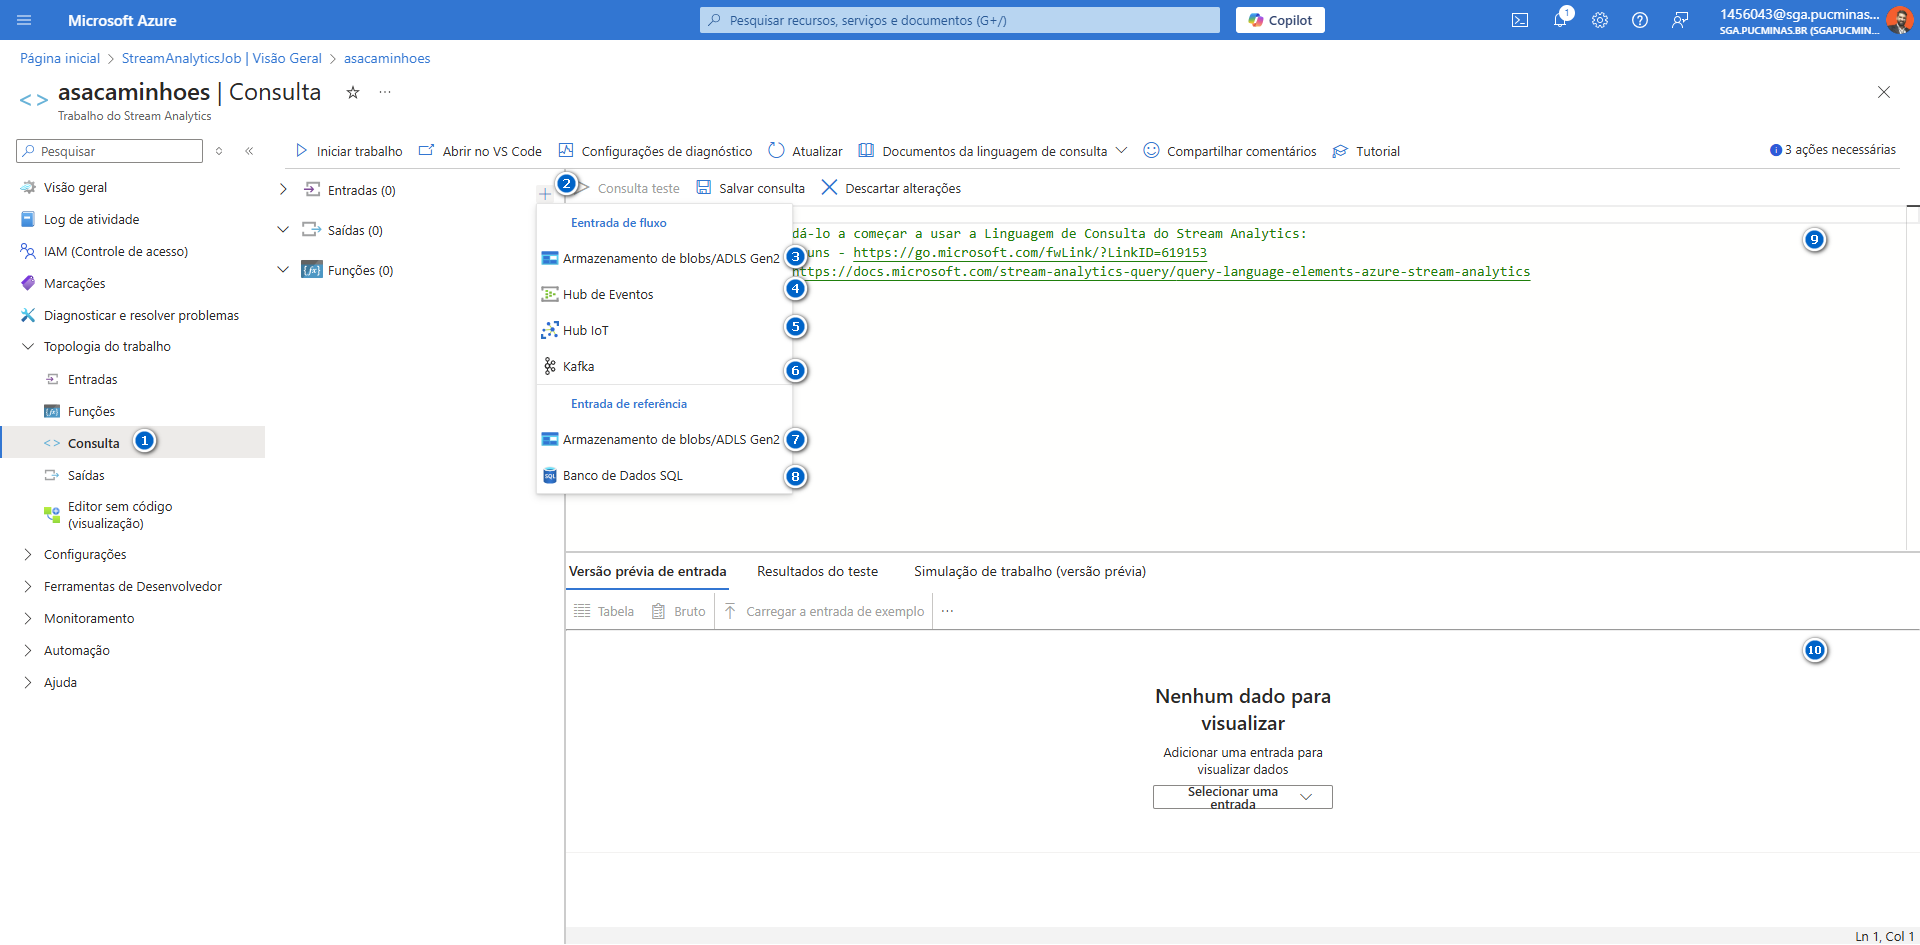 Microsoft Azure
Pesquisar recursos, serviços e documentos (G+/)
Copilot
1
1456043@sga.pucminas...
SGA.PUCMINAS.BR (SGAPUCMIN...
Página inicial > StreamAnalyticsJob | Visão Geral > asacaminhoes
asacaminhoes | Consulta
Trabalho do Stream Analytics
Pesquisar
Iniciar trabalho
Abrir no VS Code
Configurações de diagnóstico
Atualizar
Documentos da linguagem de consulta
Compartilhar comentários
Tutorial
3 ações necessárias
Visão geral
Log de atividade
IAM (Controle de acesso)
Marcações
Diagnosticar e resolver problemas
Topologia do trabalho
Entradas
Funções
Consulta
1
Saídas
Editor sem código
(visualização)
Configurações
Ferramentas de Desenvolvedor
Monitoramento
Automação
Ajuda
Entradas (0)
Saídas (0)
Funções (0)
2
Consulta teste
Salvar consulta
Descartar alterações
Eentrada de fluxo
Armazenamento de blobs/ADLS Gen2
3
Hub de Eventos
4
Hub IoT
5
Kafka
6
Entrada de referência
Armazenamento de blobs/ADLS Gen2
7
Banco de Dados SQL
8
dá-lo a começar a usar a Linguagem de Consulta do Stream Analytics:
uns - https://go.microsoft.com/fwLink/?LinkID=619153
https://docs.microsoft.com/stream-analytics-query/query-language-elements-azure-stream-analytics
9
Versão prévia de entrada
Resultados do teste
Simulação de trabalho (versão prévia)
Tabela
Bruto
Carregar a entrada de exemplo
...
10
Nenhum dado para
visualizar
Adicionar uma entrada para
visualizar dados
Selecionar uma
entrada
Ln 1, Col 1